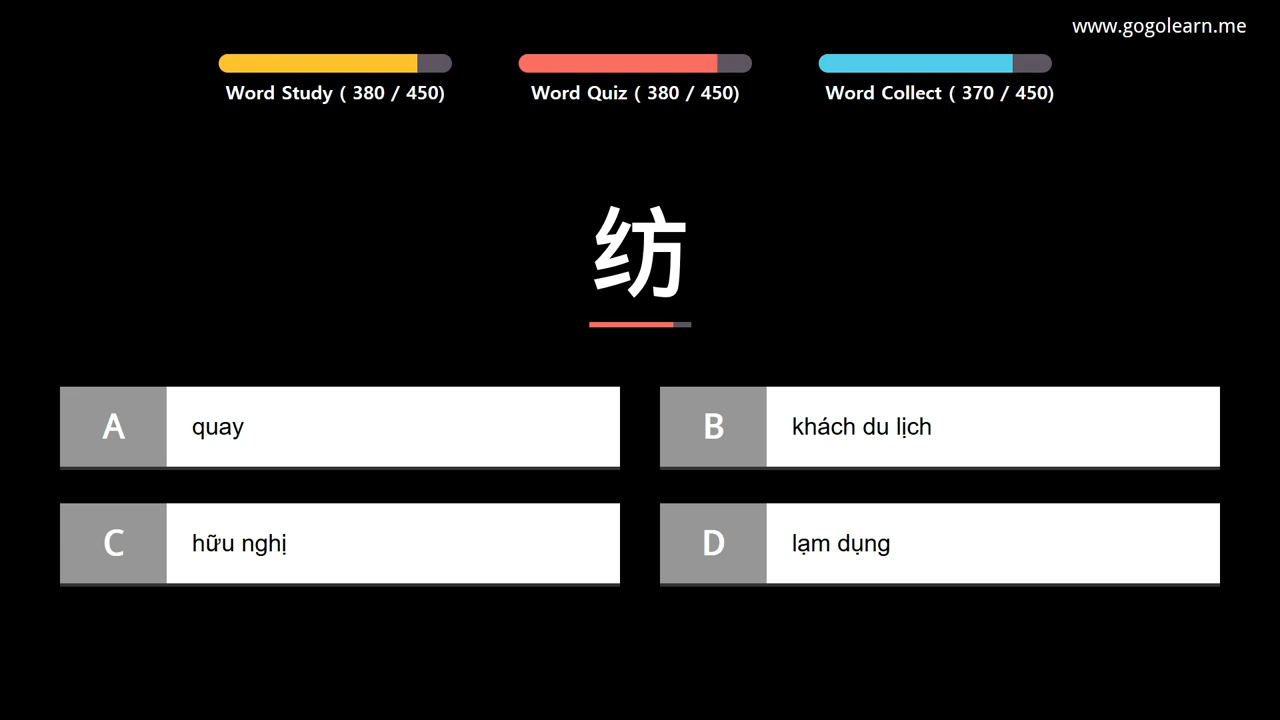 www.gogolearn.me
Word Study ( 380 / 450)
Word Quiz ( 380 / 450)
Word Collect ( 370 / 450)
纺
A quay
B khách du lịch
C hữu nghị
D lạm dụng